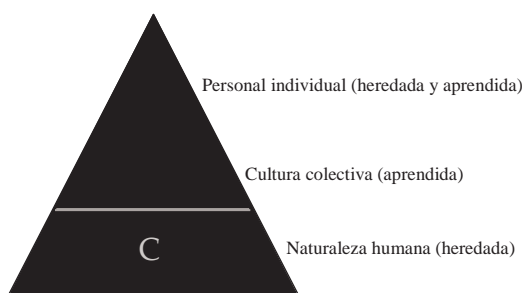 Personal individual (heredada y aprendida)
Cultura colectiva (aprendida)
C
Naturaleza humana (heredada)